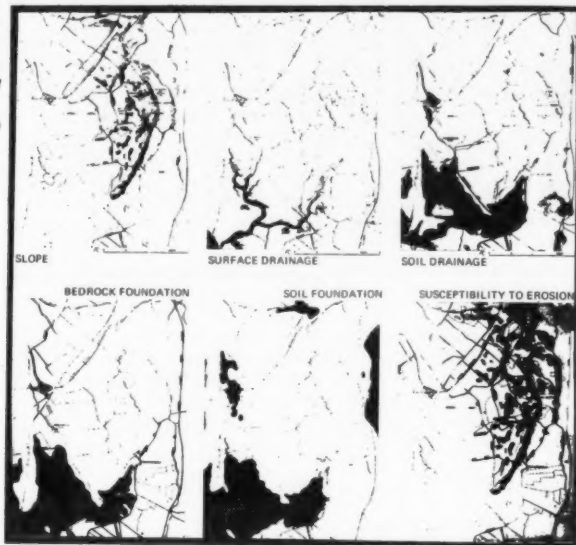 SLOPE
SURFACE DRAINAGE
SOIL DRAINAGE
BEDROCK FOUNDATION
SOIL FOUNDATION
SUSCEPTIBILITY TO EROSION